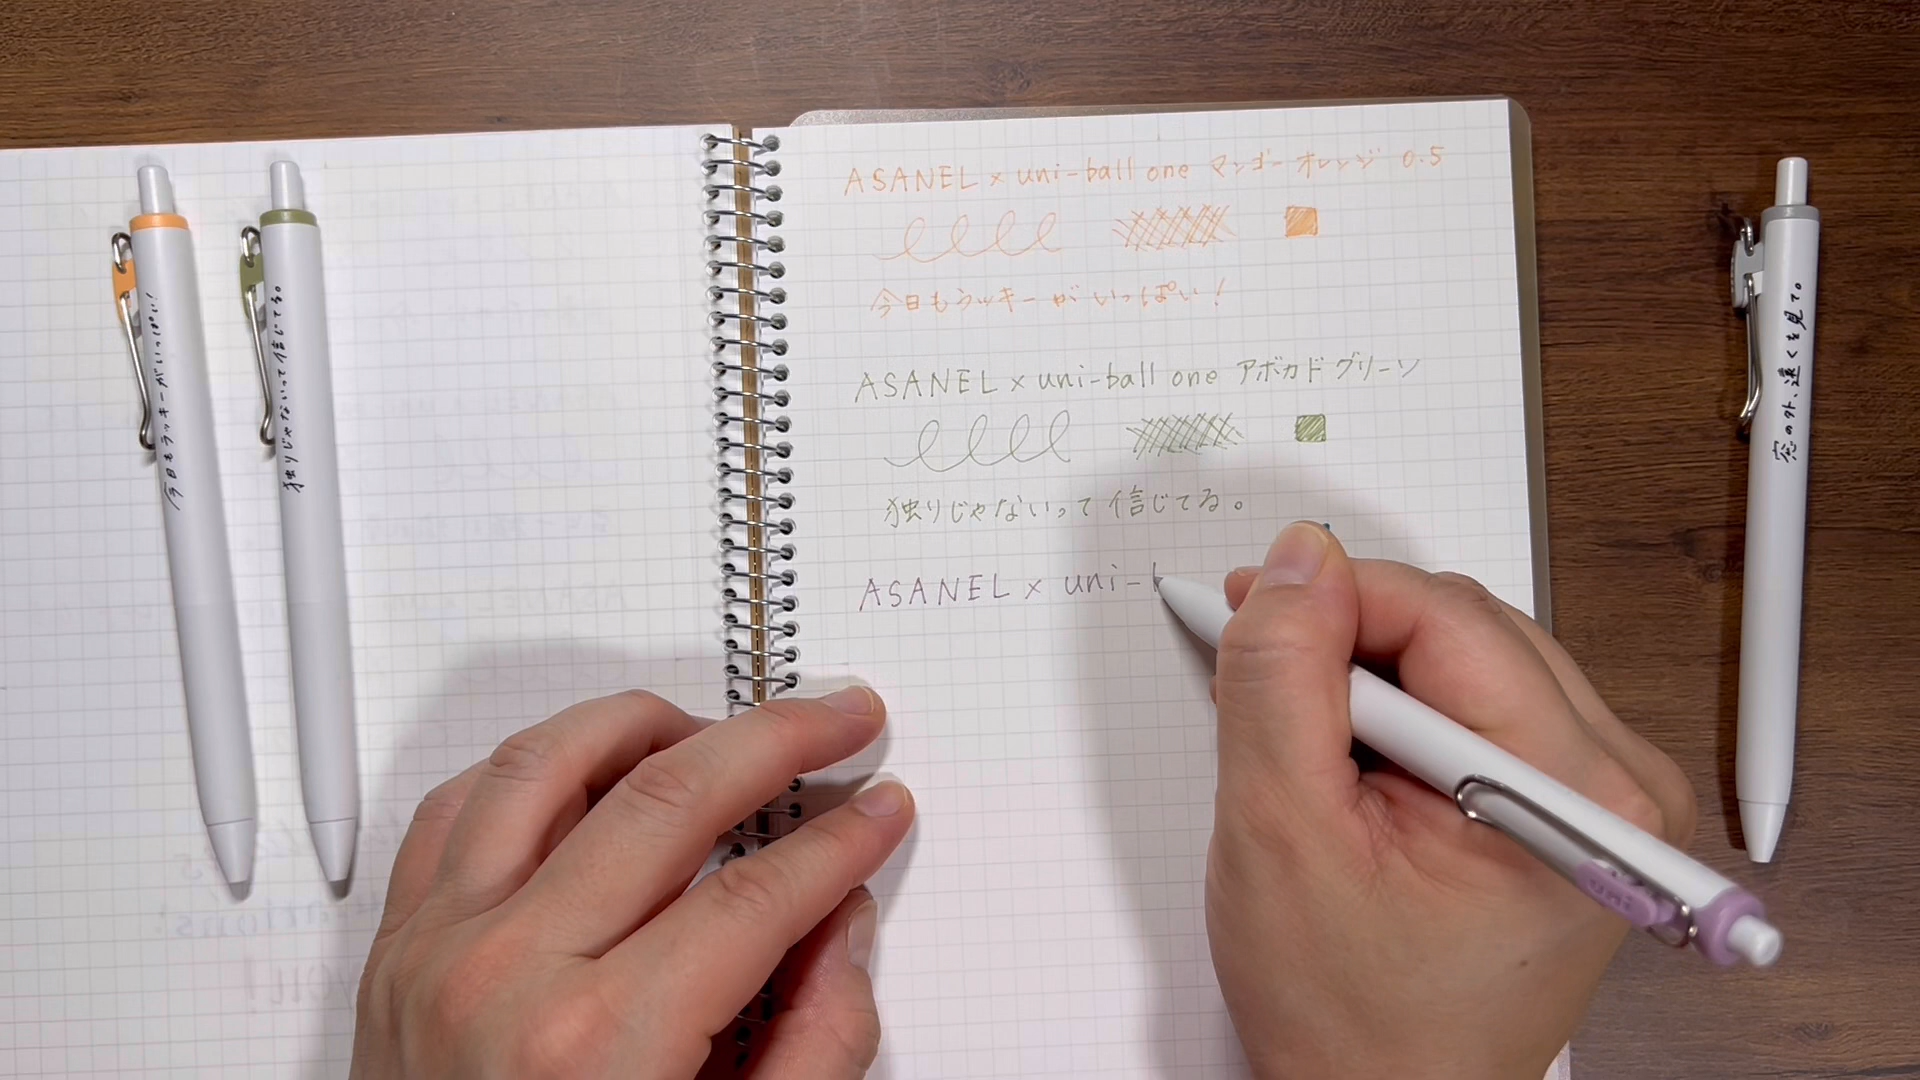 ASANEL × uni-ball one マンゴーオレンジ 0.5
今日もラッキーがいっぱい!
ASANEL × uni-ball one アボカドグリーン
独りじゃないって信じてる。
ASANEL × uni-b
今日もラッキーがいっぱい!
独りじゃないって信じてる。
窓の外、遠くを見て。